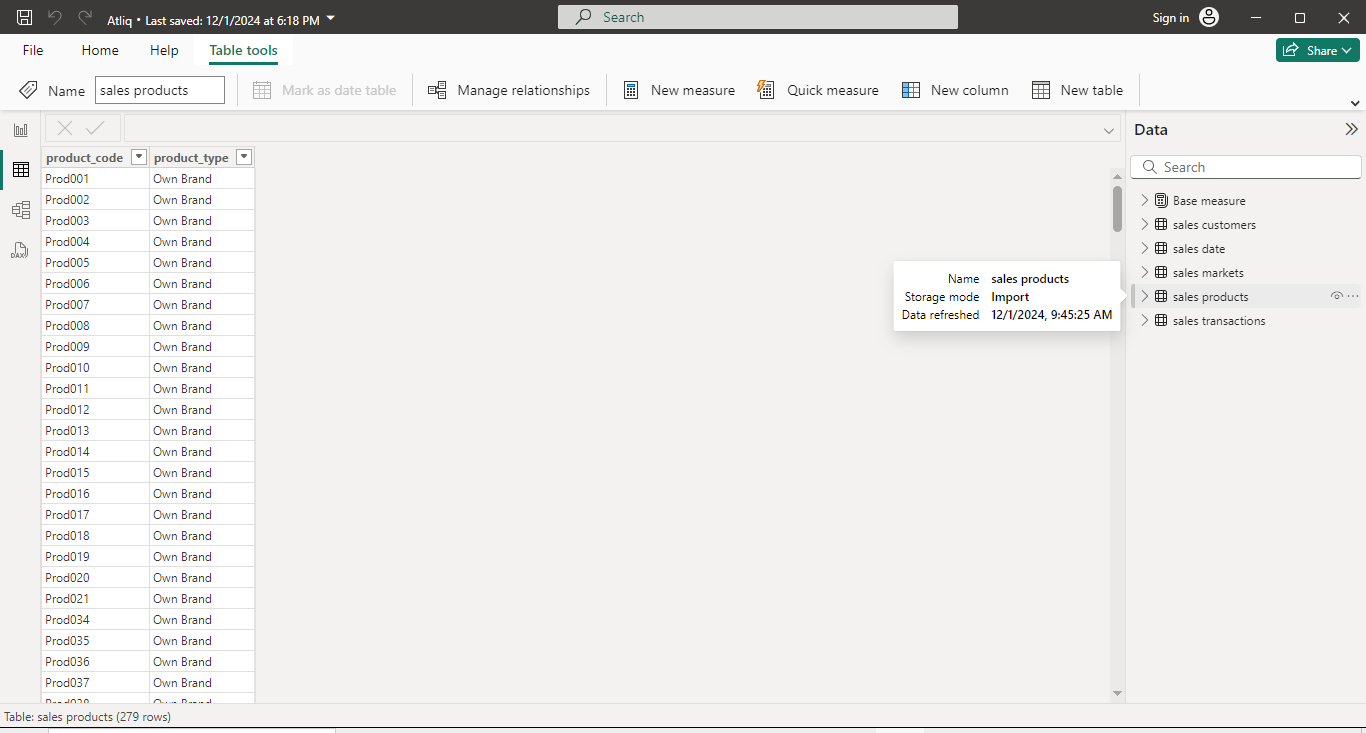 Atliq • Last saved: 12/1/2024 at 6:18 PM
Search
Sign in
File Home Help Table tools
Share
Name sales products Mark as date table Manage relationships New measure Quick measure New column New table
DAX
product_code product_type
Prod001 Own Brand
Prod002 Own Brand
Prod003 Own Brand
Prod004 Own Brand
Prod005 Own Brand
Prod006 Own Brand
Prod007 Own Brand
Prod008 Own Brand
Prod009 Own Brand
Prod010 Own Brand
Prod011 Own Brand
Prod012 Own Brand
Prod013 Own Brand
Prod014 Own Brand
Prod015 Own Brand
Prod016 Own Brand
Prod017 Own Brand
Prod018 Own Brand
Prod019 Own Brand
Prod020 Own Brand
Prod021 Own Brand
Prod034 Own Brand
Prod035 Own Brand
Prod036 Own Brand
Prod037 Own Brand
Prod038 Own Brand
Name sales products
Storage mode Import
Data refreshed 12/1/2024, 9:45:25 AM
Data
Search
Base measure
sales customers
sales date
sales markets
sales products
sales transactions
Table: sales products (279 rows)